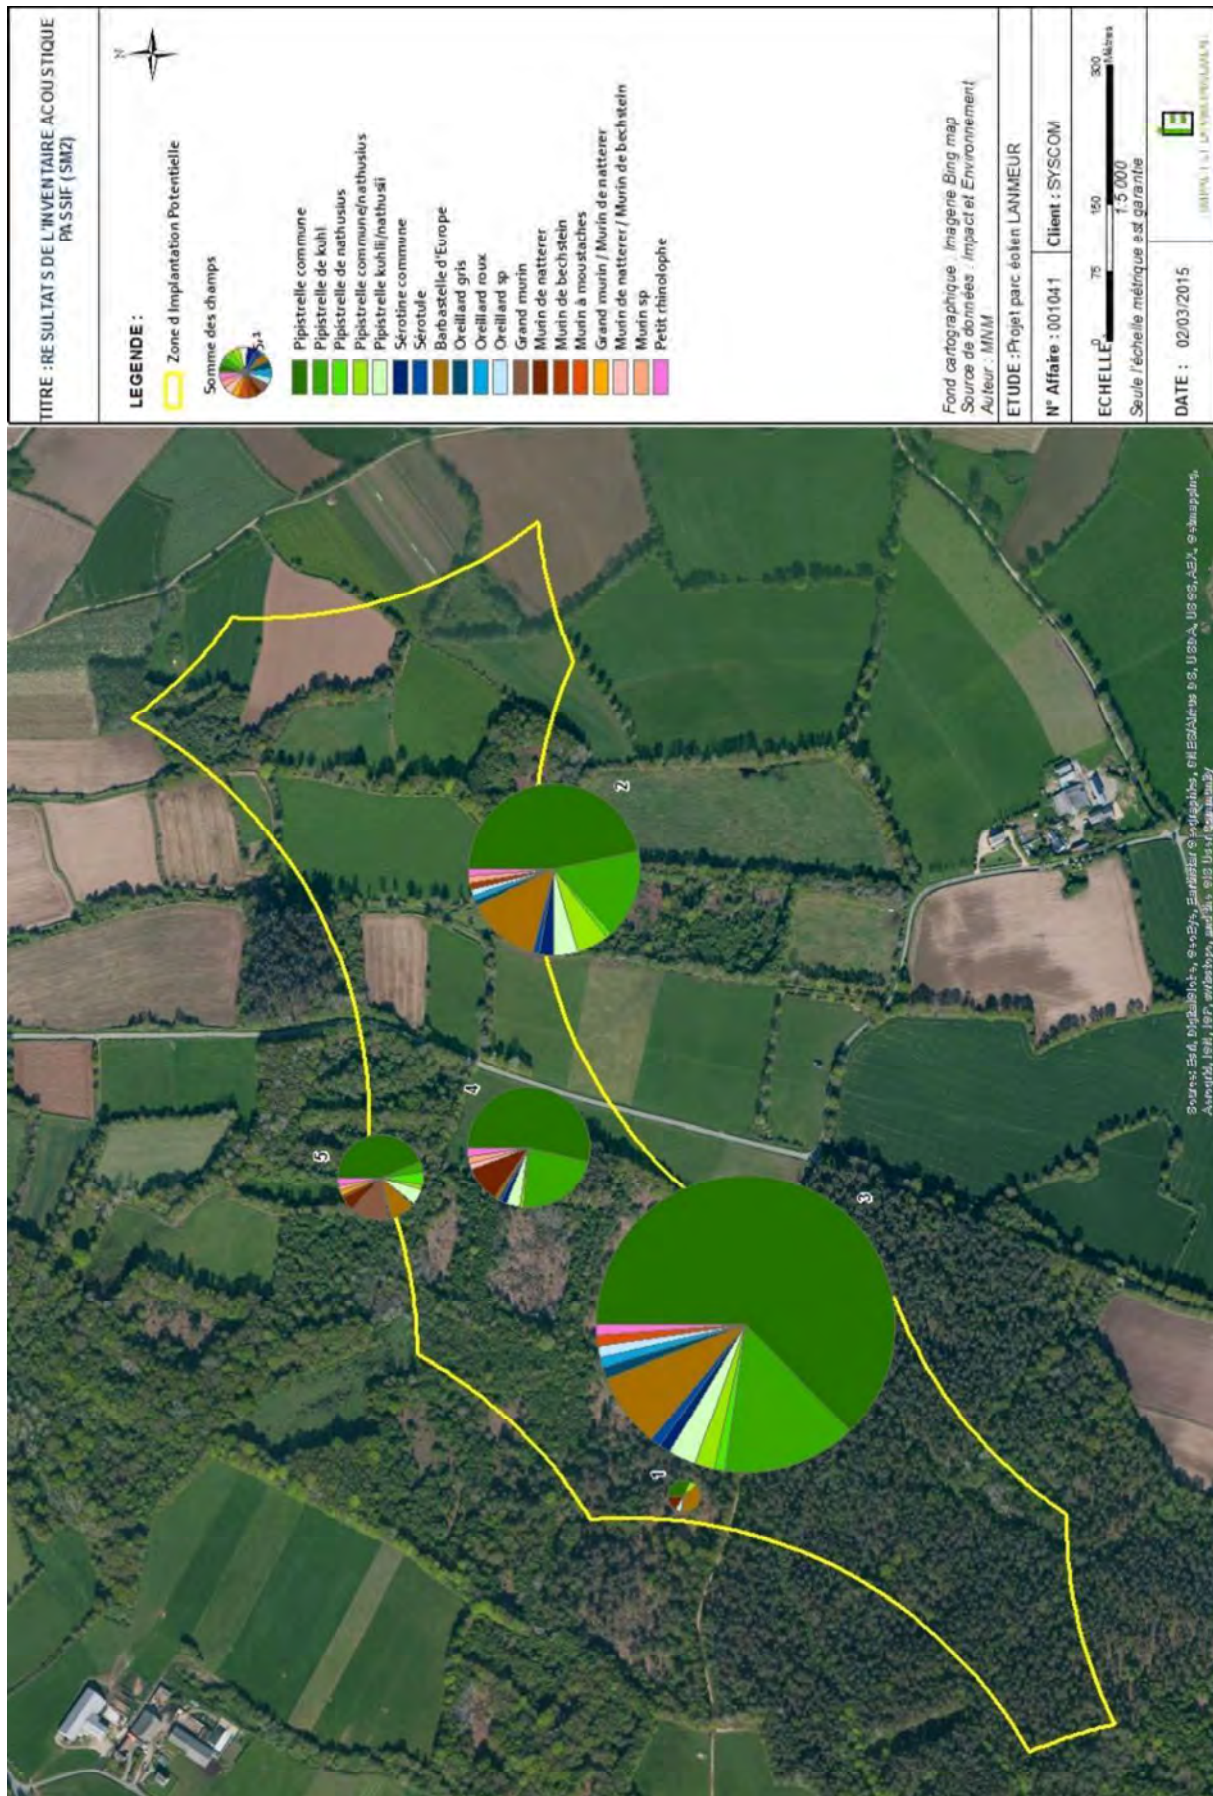 TITRE :RESULTATS DE L'INVENTAIRE ACOUSTIQUE
PASSIF (SM2)
LEGENDE :
N
Zone d Implantation Potentielle
Somme des champs
Pipistrelle commune
Pipistrelle de kuhl
Pipistrelle de nathusius
Pipistrelle commune/nathusius
Pipistrelle kuhlii/nathusii
Sérotine commune
Sérotule
Barbastelle d'Europe
Oreillard gris
Oreillard roux
Oreillard sp
Grand murin
Murin de natterer
Murin de bechstein
Murin à moustaches
Grand murin / Murin de natterer
Murin de natterer / Murin de bechstein
Murin sp
Petit rhinolophe
Fond cartographique : Imagerie Bing map
Source de données : Impact et Environnement
Auteur : MNM
ETUDE :Projet parc éolien LANMEUR
N° Affaire : 001041
Client : SYSCOM
ECHELLE
0 75 150 300
Mètres
1:5 000
Seule l'échelle métrique est garantie
DATE : 02/03/2015
E
5
4
2
1
3